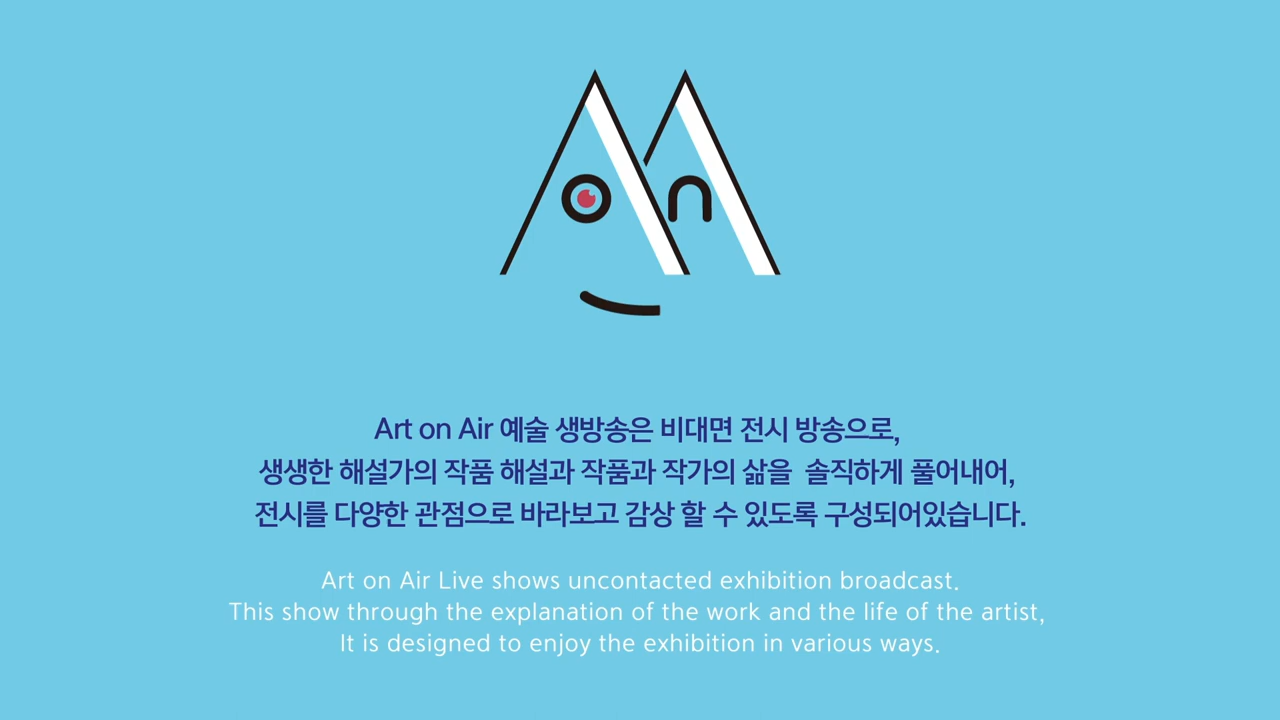 AonA
Art on Air 예술 생방송은 비대면 전시 방송으로,
생생한 해설가의 작품 해설과 작품과 작가의 삶을 솔직하게 풀어내어,
전시를 다양한 관점으로 바라보고 감상 할 수 있도록 구성되어있습니다.
Art on Air Live shows uncontacted exhibition broadcast.
This show through the explanation of the work and the life of the artist,
It is designed to enjoy the exhibition in various ways.